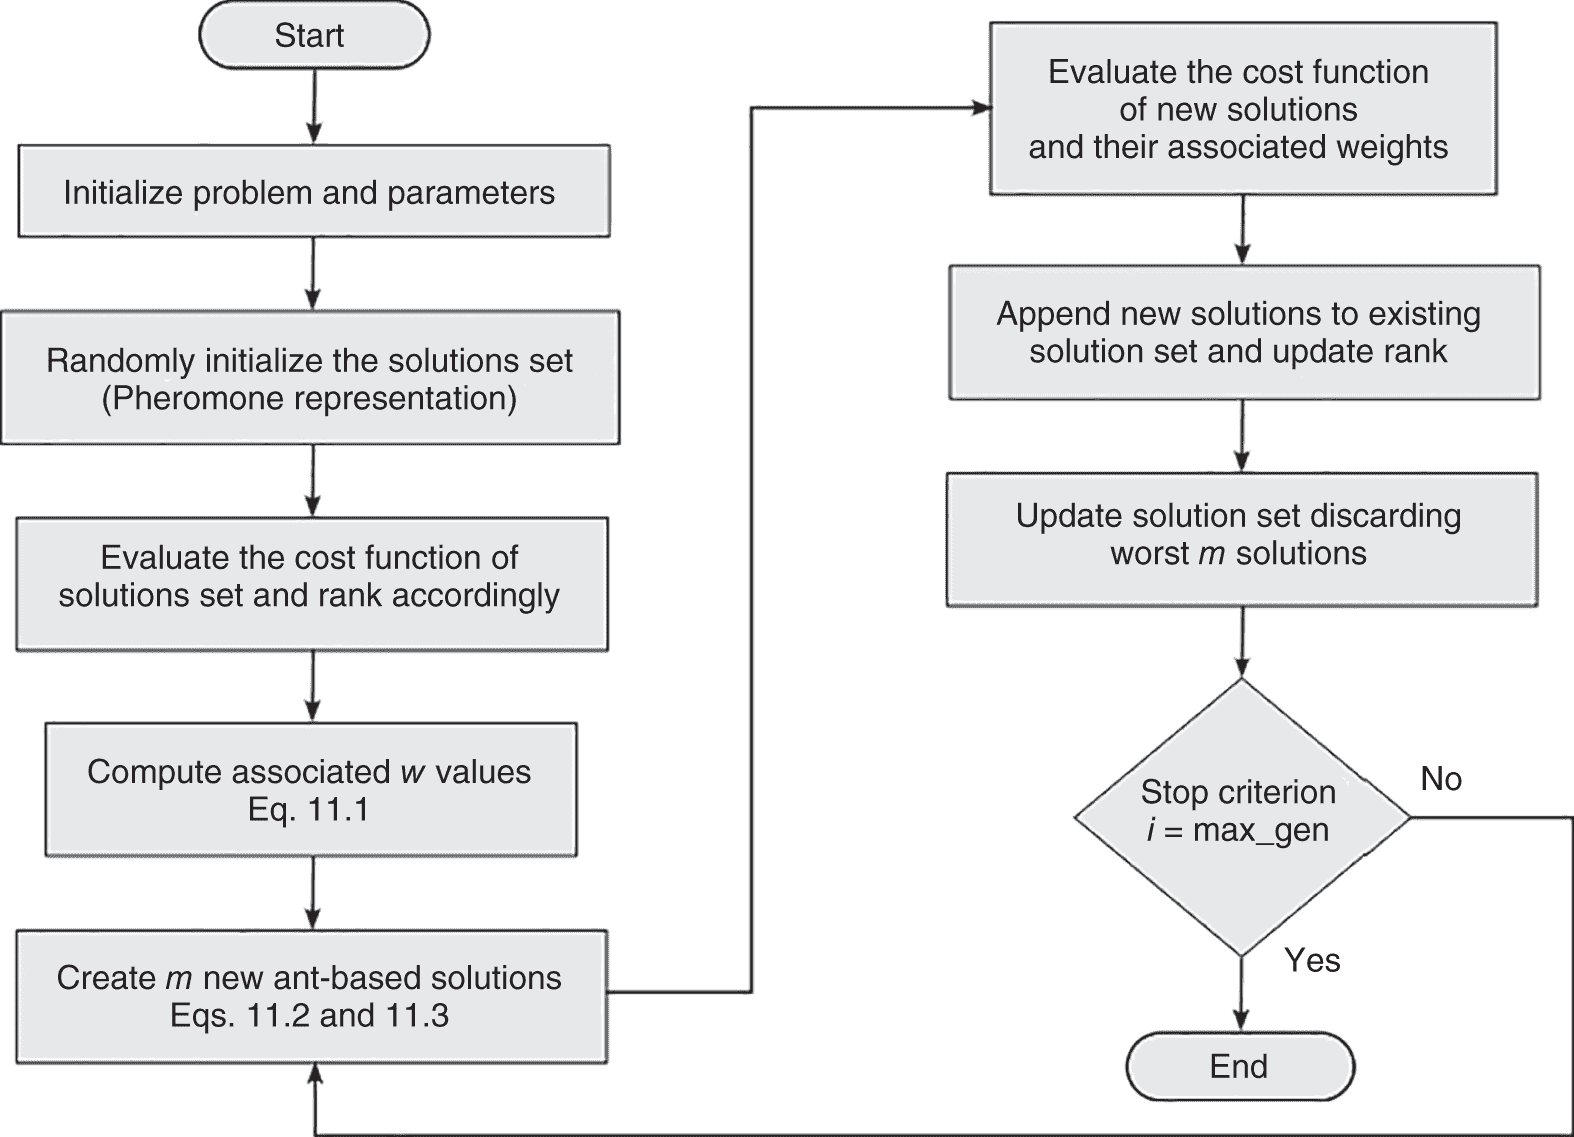 Start
Initialize problem and parameters
Randomly initialize the solutions set
(Pheromone representation)
Evaluate the cost function of
solutions set and rank accordingly
Compute associated w values
Eq. 11.1
Create m new ant-based solutions
Eqs. 11.2 and 11.3
Evaluate the cost function
of new solutions
and their associated weights
Append new solutions to existing
solution set and update rank
Update solution set discarding
worst m solutions
Stop criterion
i = max_gen
No
Yes
End